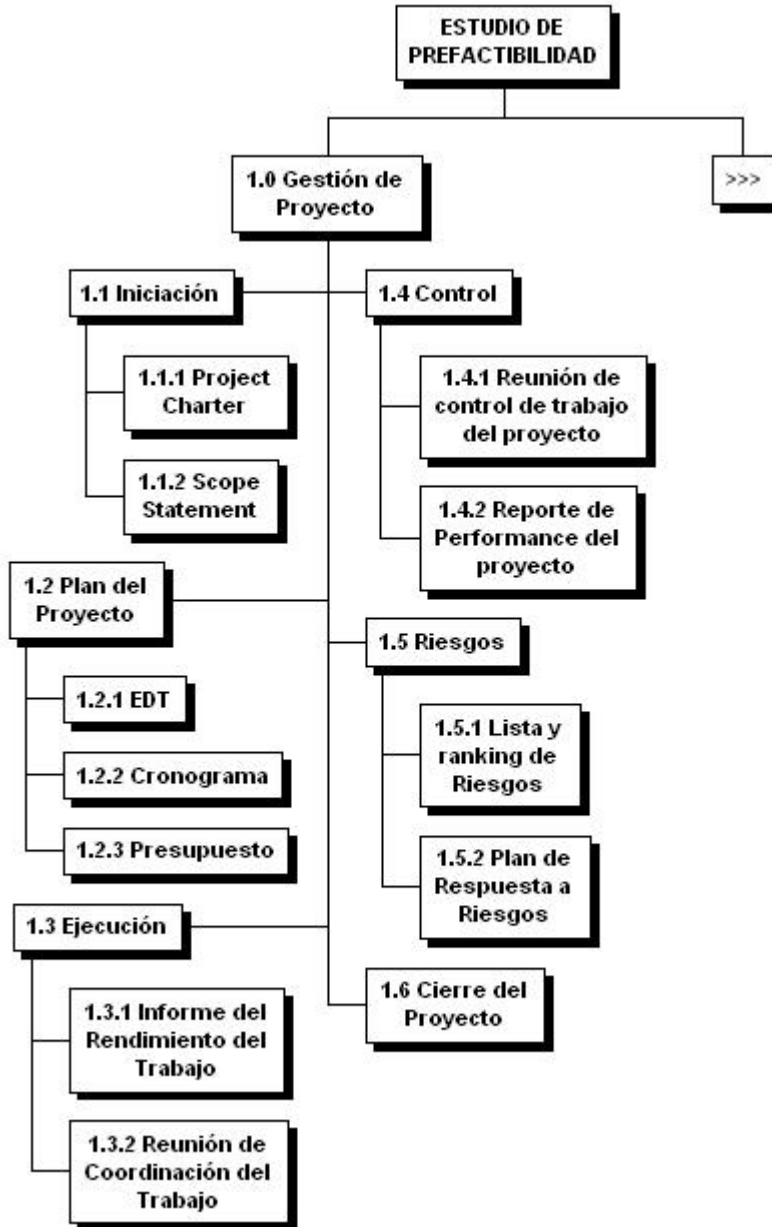 ESTUDIO DE
PREFACTIBILIDAD
1.0 Gestión de
Proyecto
>>>
1.1 Iniciación
1.1.1 Project
Charter
1.1.2 Scope
Statement
1.2 Plan del
Proyecto
1.2.1 EDT
1.2.2 Cronograma
1.2.3 Presupuesto
1.3 Ejecución
1.3.1 Informe del
Rendimiento del
Trabajo
1.3.2 Reunión de
Coordinación del
Trabajo
1.4 Control
1.4.1 Reunión de
control de trabajo
del proyecto
1.4.2 Reporte de
Performance del
proyecto
1.5 Riesgos
1.5.1 Lista y
ranking de
Riesgos
1.5.2 Plan de
Respuesta a
Riesgos
1.6 Cierre del
Proyecto